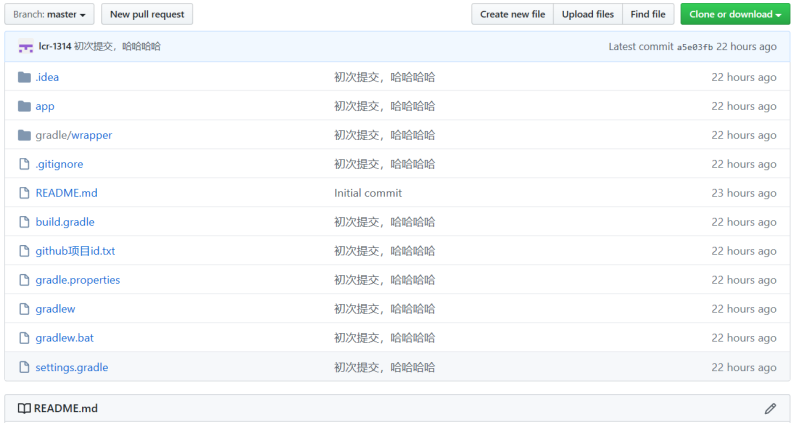 Branch: master New pull request Create new file Upload files Find file Clone or download
lcr-1314 初次提交，哈哈哈哈 Latest commit a5e03fb 22 hours ago
.idea 初次提交，哈哈哈哈 22 hours ago
app 初次提交，哈哈哈哈 22 hours ago
gradle/wrapper 初次提交，哈哈哈哈 22 hours ago
.gitignore 初次提交，哈哈哈哈 22 hours ago
README.md Initial commit 23 hours ago
build.gradle 初次提交，哈哈哈哈 22 hours ago
github项目id.txt 初次提交，哈哈哈哈 22 hours ago
gradle.properties 初次提交，哈哈哈哈 22 hours ago
gradlew 初次提交，哈哈哈哈 22 hours ago
gradlew.bat 初次提交，哈哈哈哈 22 hours ago
settings.gradle 初次提交，哈哈哈哈 22 hours ago
README.md